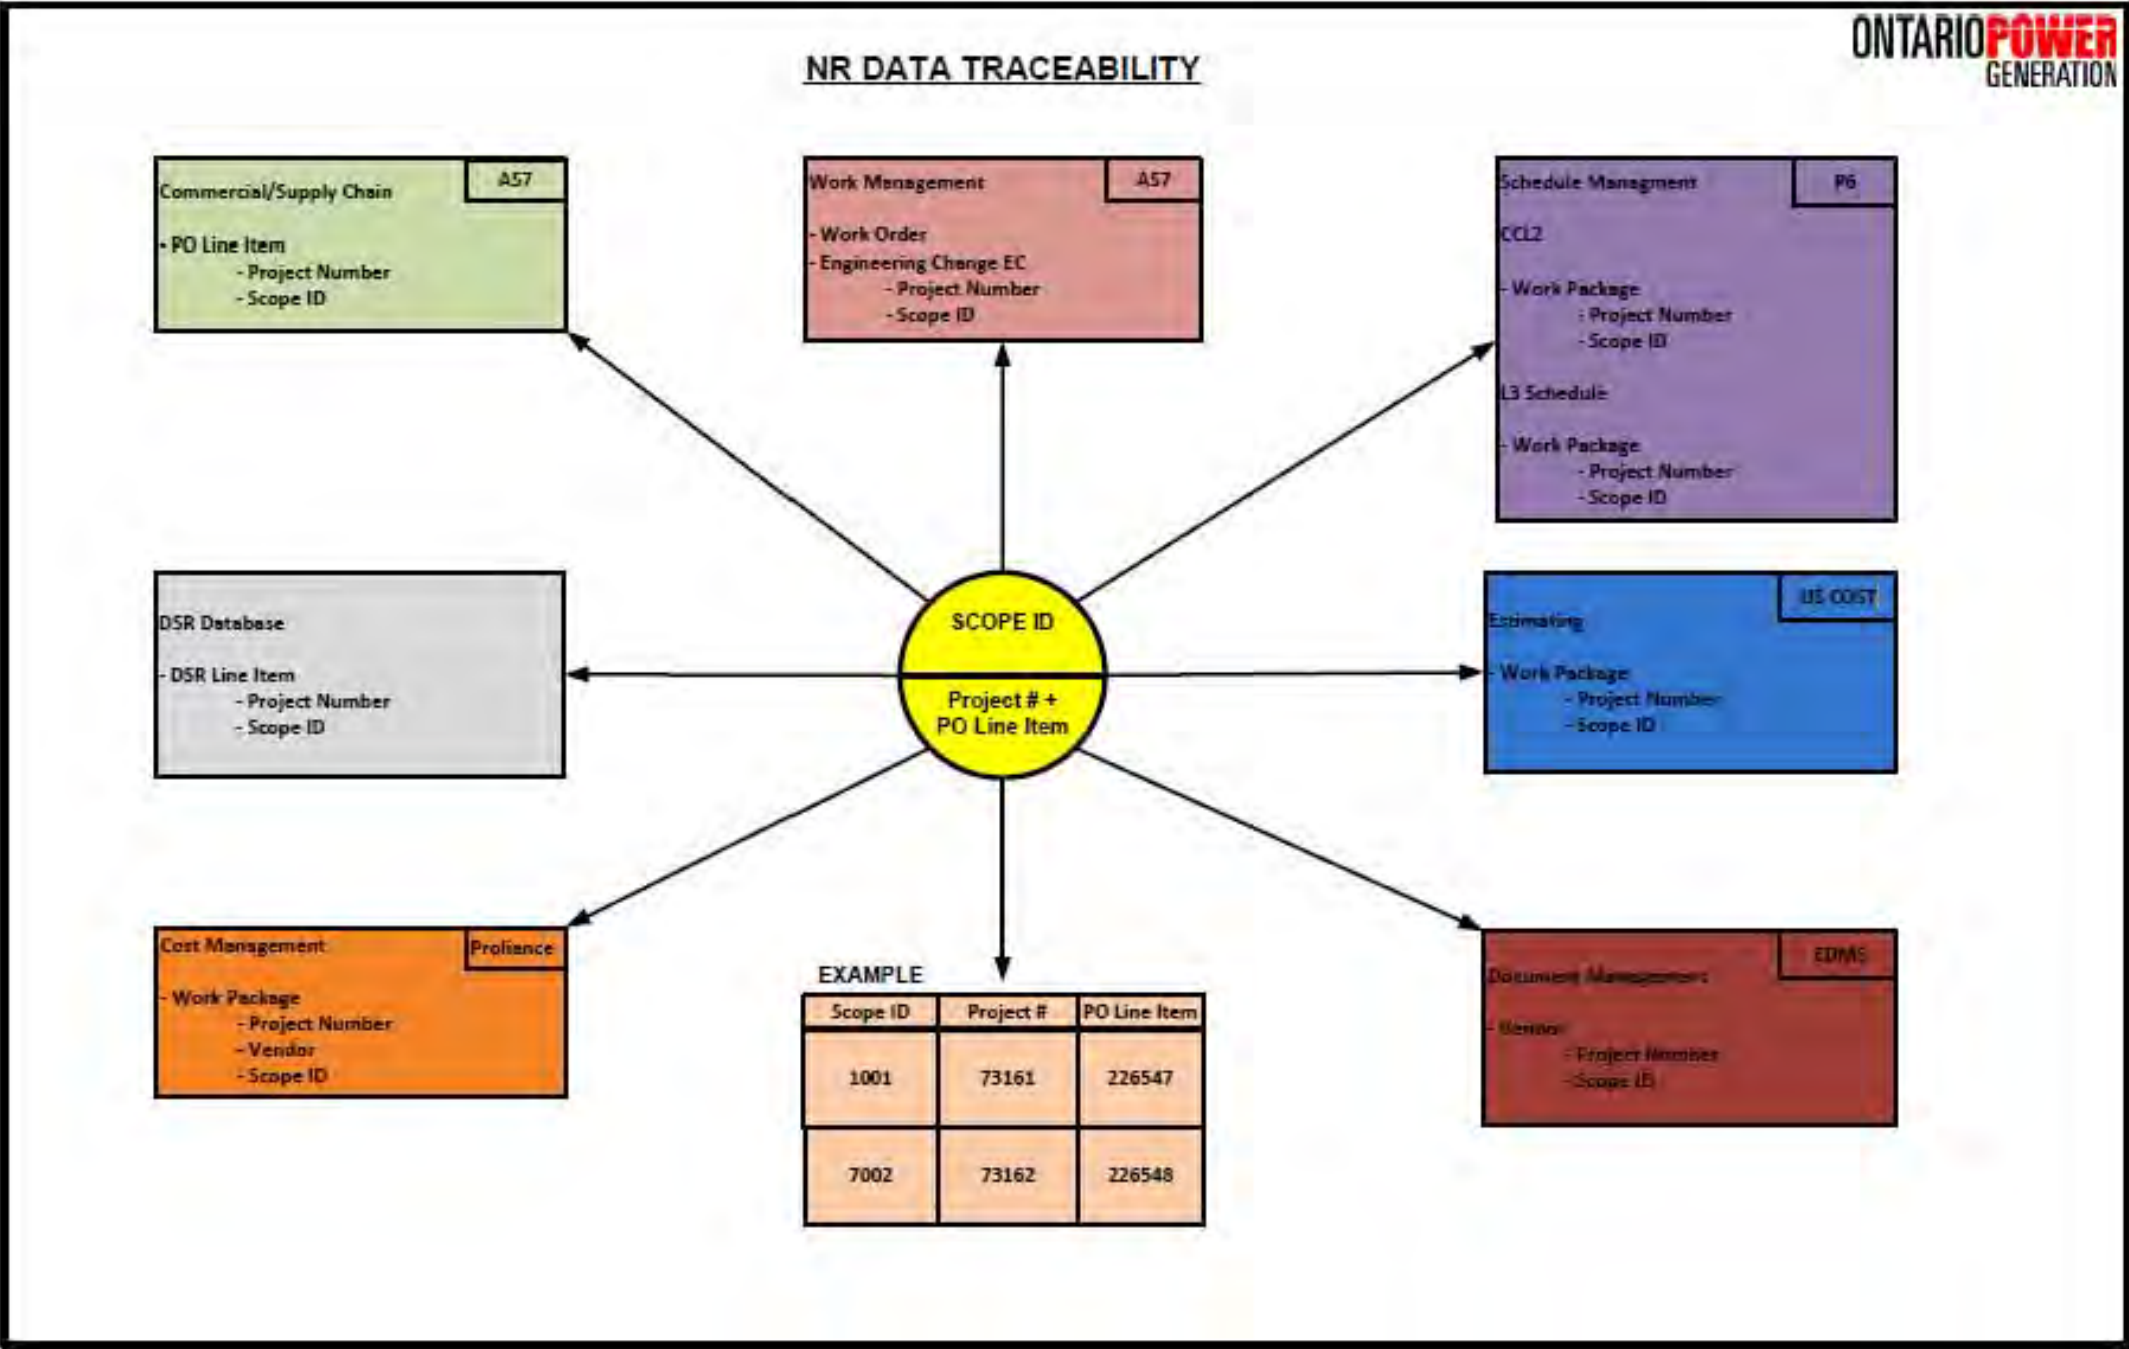 ONTARIOPOWER
GENERATION
NR DATA TRACEABILITY
Commercial/Supply Chain
AS7
- PO Line Item
- Project Number
- Scope ID
Work Management
AS7
- Work Order
- Engineering Change EC
- Project Number
- Scope ID
Schedule Managment
P6
CCL2
- Work Package
- Project Number
- Scope ID
L3 Schedule
- Work Package
- Project Number
- Scope ID
DSR Database
- DSR Line Item
- Project Number
- Scope ID
SCOPE ID
Project # +
PO Line Item
US COST
Estimating
- Work Package
- Project Number
- Scope ID
Cost Management
Proliance
- Work Package
- Project Number
- Vendor
- Scope ID
EXAMPLE
Scope ID Project # PO Line Item
1001 73161 226547
7002 73162 226548
EDMS
Document Management
- Vendor
- Project Number
- Scope ID